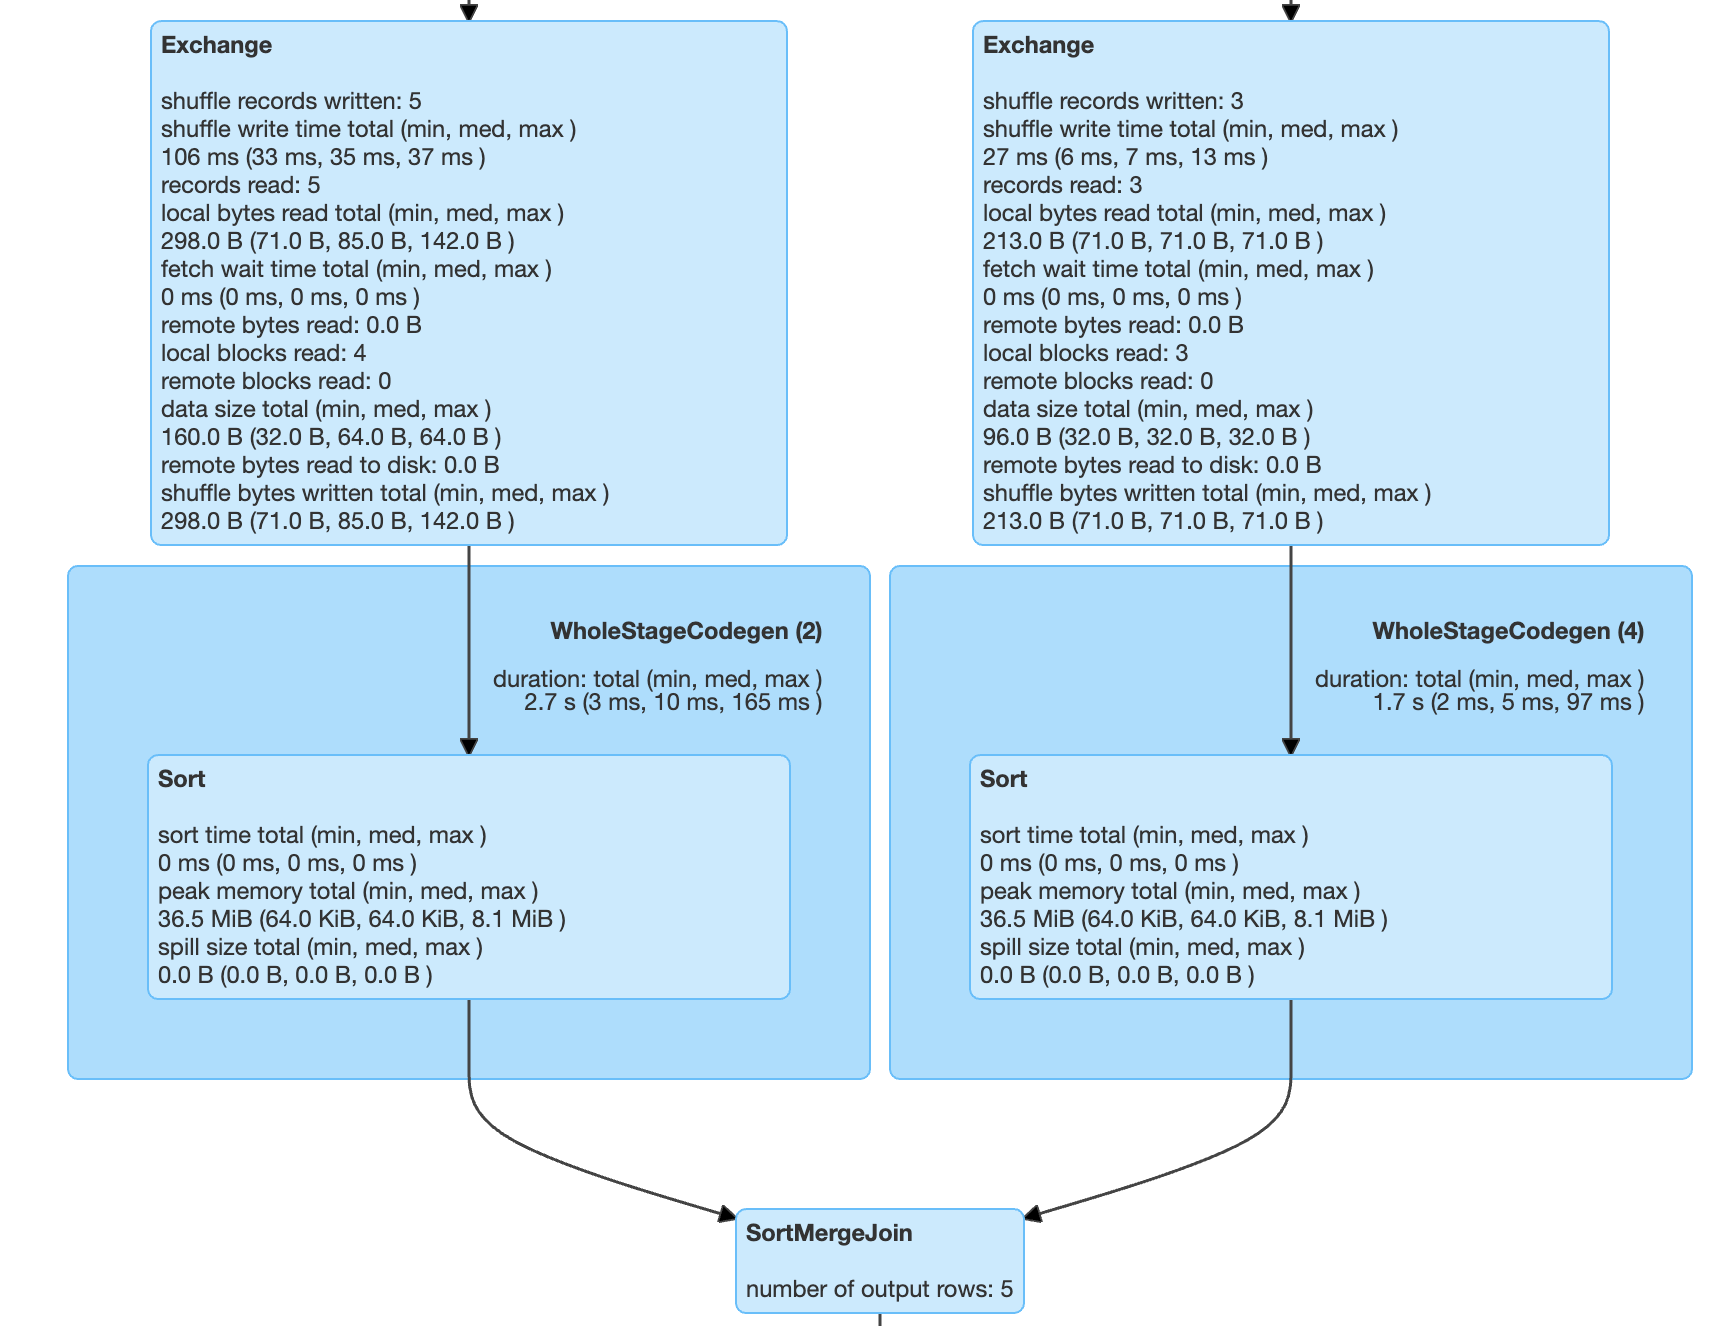 Exchange
shuffle records written: 5
shuffle write time total (min, med, max )
106 ms (33 ms, 35 ms, 37 ms )
records read: 5
local bytes read total (min, med, max )
298.0 B (71.0 B, 85.0 B, 142.0 B )
fetch wait time total (min, med, max )
0 ms (0 ms, 0 ms, 0 ms )
remote bytes read: 0.0 B
local blocks read: 4
remote blocks read: 0
data size total (min, med, max )
160.0 B (32.0 B, 64.0 B, 64.0 B )
remote bytes read to disk: 0.0 B
shuffle bytes written total (min, med, max )
298.0 B (71.0 B, 85.0 B, 142.0 B )
Exchange
shuffle records written: 3
shuffle write time total (min, med, max )
27 ms (6 ms, 7 ms, 13 ms )
records read: 3
local bytes read total (min, med, max )
213.0 B (71.0 B, 71.0 B, 71.0 B )
fetch wait time total (min, med, max )
0 ms (0 ms, 0 ms, 0 ms )
remote bytes read: 0.0 B
local blocks read: 3
remote blocks read: 0
data size total (min, med, max )
96.0 B (32.0 B, 32.0 B, 32.0 B )
remote bytes read to disk: 0.0 B
shuffle bytes written total (min, med, max )
213.0 B (71.0 B, 71.0 B, 71.0 B )
WholeStageCodegen (2)
duration: total (min, med, max )
2.7 s (3 ms, 10 ms, 165 ms )
Sort
sort time total (min, med, max )
0 ms (0 ms, 0 ms, 0 ms )
peak memory total (min, med, max )
36.5 MiB (64.0 KiB, 64.0 KiB, 8.1 MiB )
spill size total (min, med, max )
0.0 B (0.0 B, 0.0 B, 0.0 B )
WholeStageCodegen (4)
duration: total (min, med, max )
1.7 s (2 ms, 5 ms, 97 ms )
Sort
sort time total (min, med, max )
0 ms (0 ms, 0 ms, 0 ms )
peak memory total (min, med, max )
36.5 MiB (64.0 KiB, 64.0 KiB, 8.1 MiB )
spill size total (min, med, max )
0.0 B (0.0 B, 0.0 B, 0.0 B )
SortMergeJoin
number of output rows: 5